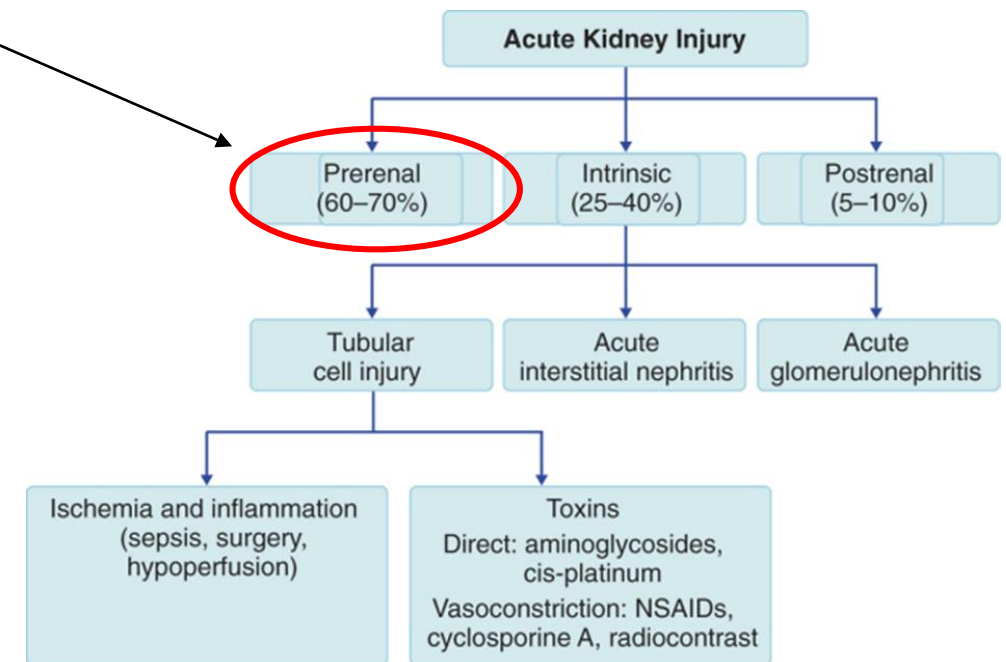 Acute Kidney Injury
Prerenal
(60–70%)
Intrinsic
(25–40%)
Postrenal
(5–10%)
Tubular
cell injury
Acute
interstitial nephritis
Acute
glomerulonephritis
Ischemia and inflammation
(sepsis, surgery,
hypoperfusion)
Toxins
Direct: aminoglycosides,
cis-platinum
Vasoconstriction: NSAIDs,
cyclosporine A, radiocontrast